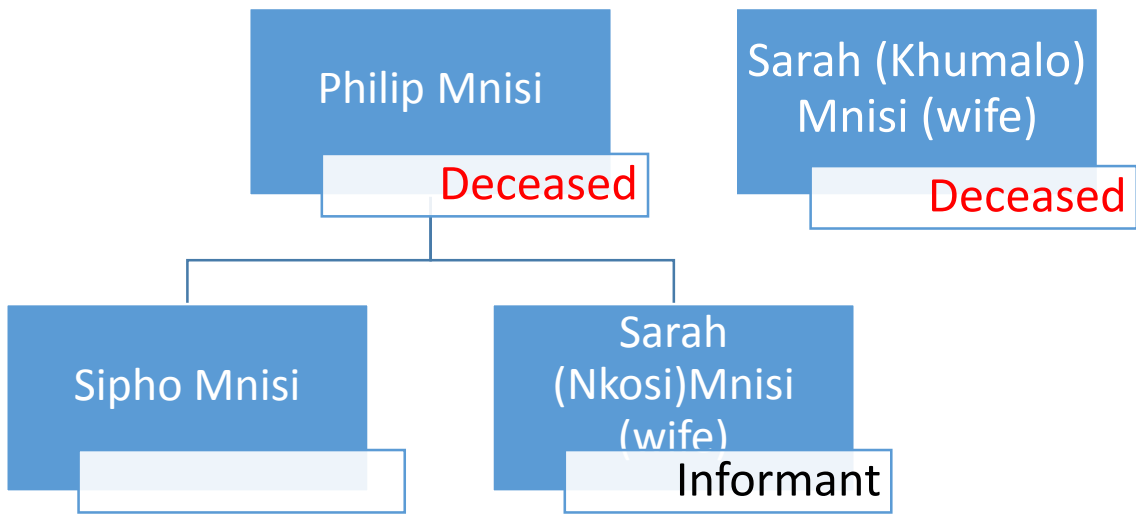 Philip Mnisi
Deceased
Sarah (Khumalo)
Mnisi (wife)
Deceased
Sipho Mnisi
Sarah
(Nkosi)Mnisi
(wife)
Informant